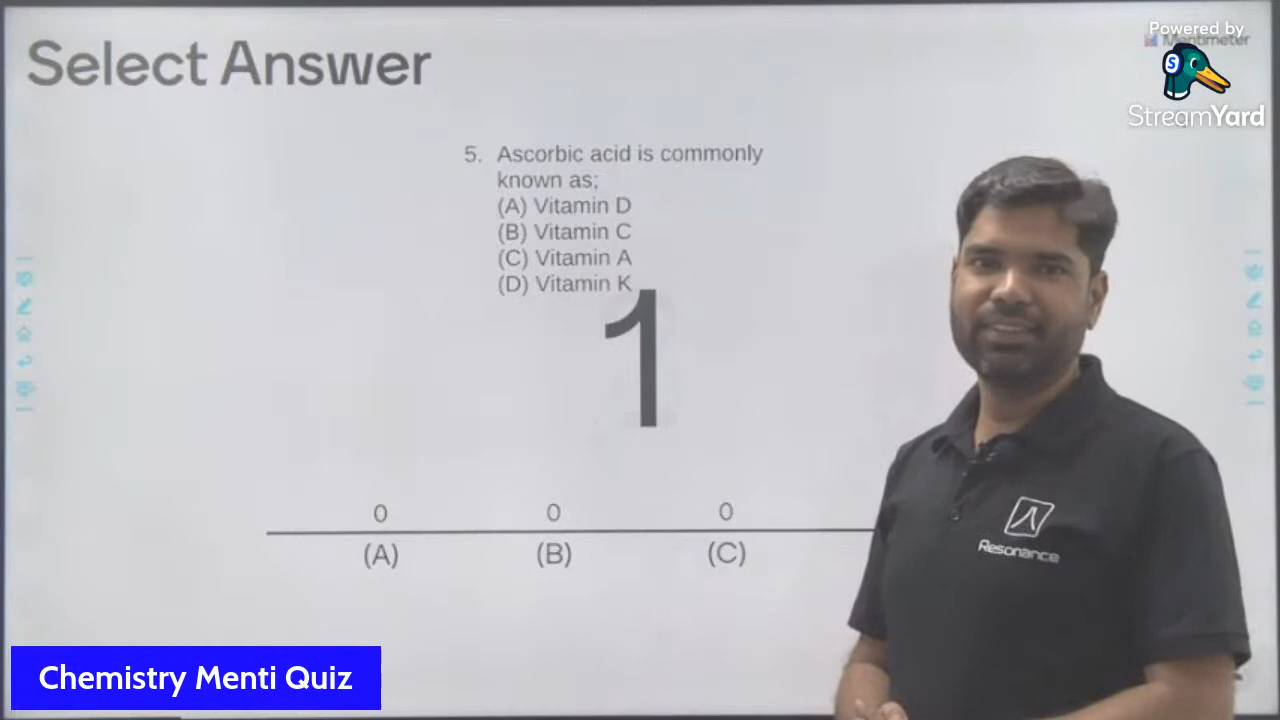 Select Answer
Powered by
Mentimeter
StreamYard
5. Ascorbic acid is commonly
known as;
(A) Vitamin D
(B) Vitamin C
(C) Vitamin A
(D) Vitamin K
1
0 0 0
(A) (B) (C)
Resonance
Chemistry Menti Quiz